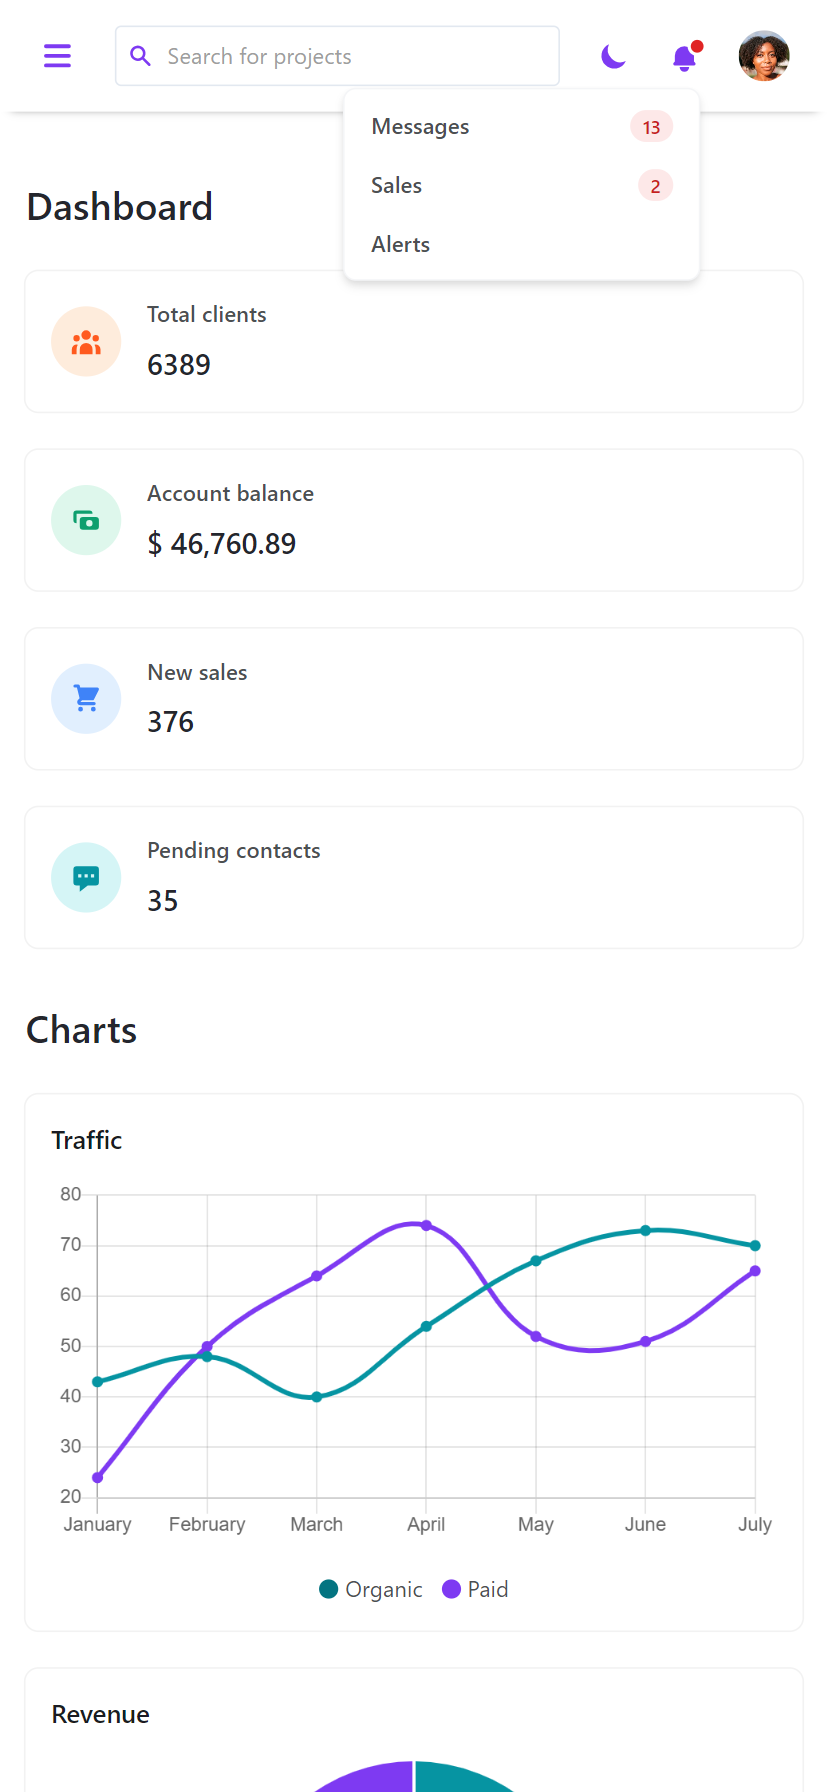 Search for projects
Messages 13
Sales 2
Alerts
Dashboard
Total clients
6389
Account balance
$ 46,760.89
New sales
376
Pending contacts
35
Charts
Traffic
80
70
60
50
40
30
20
January February March April May June July
Organic Paid
Revenue